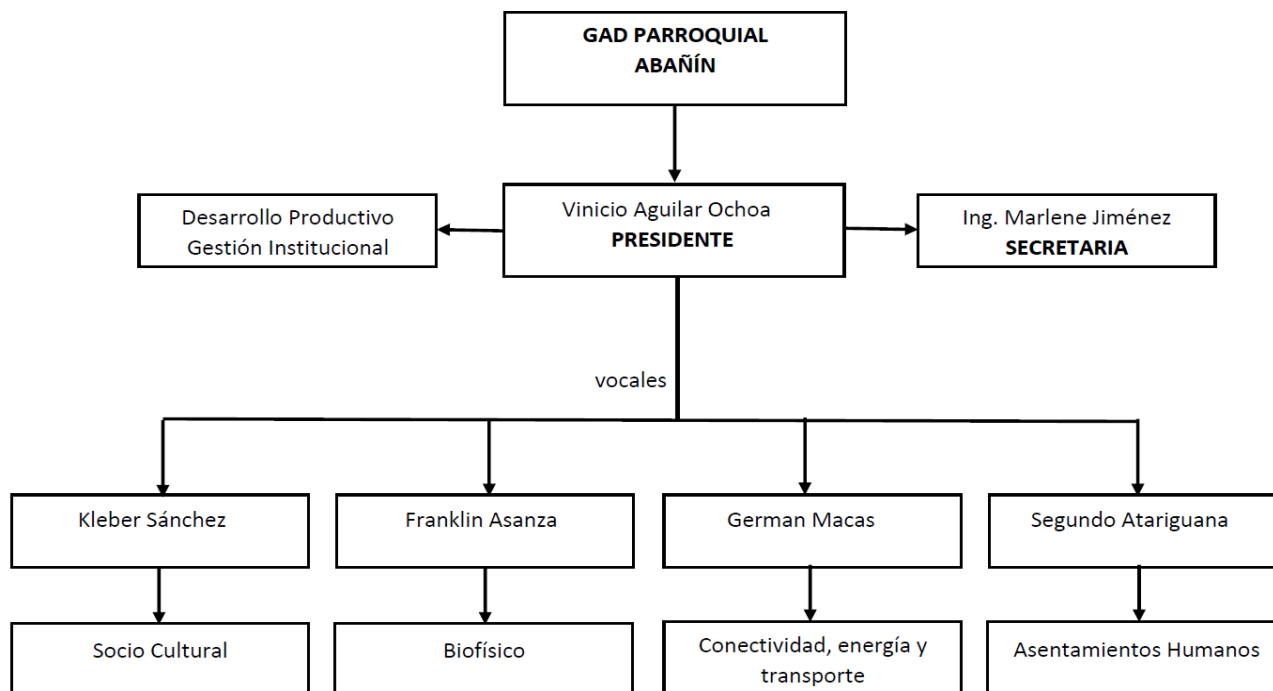 GAD PARROQUIAL
ABAÑÍN
Desarrollo Productivo
Gestión Institucional
Vinicio Aguilar Ochoa
PRESIDENTE
Ing. Marlene Jiménez
SECRETARIA
vocales
Kleber Sánchez
Franklin Asanza
German Macas
Segundo Atariguana
Socio Cultural
Biofísico
Conectividad, energía y
transporte
Asentamientos Humanos